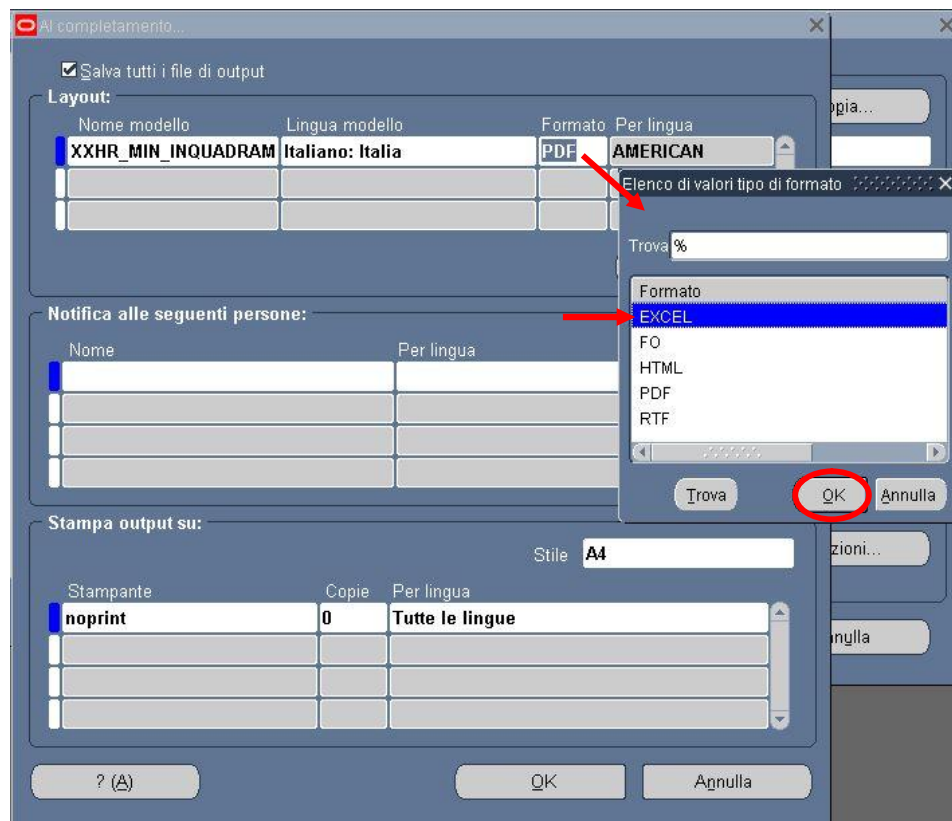 Al completamento...
Salva tutti i file di output
Layout:
Nome modello Lingua modello Formato Per lingua
XXHR_MIN_INQUADRAM Italiano: Italia PDF AMERICAN
Notifica alle seguenti persone:
Nome Per lingua
Stampa output su:
Stile A4
Stampante Copie Per lingua
noprint 0 Tutte le lingue
? (A) OK Annulla
Elenco di valori tipo di formato
Trova %
Formato
EXCEL
FO
HTML
PDF
RTF
Trova OK Annulla
opia...
zioni...
nnulla